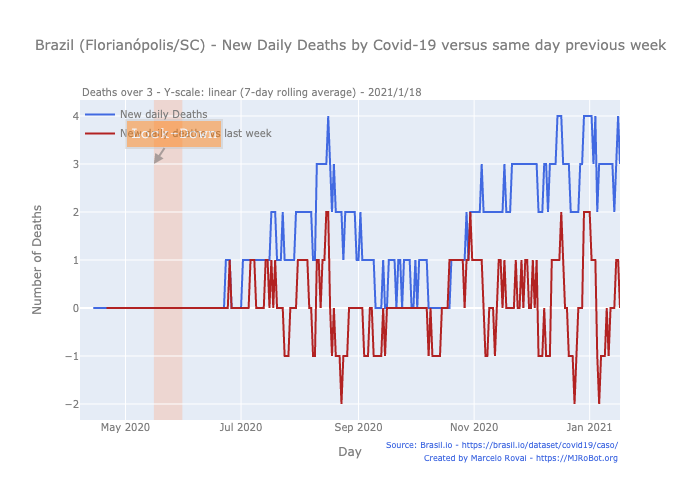 Brazil (Florianópolis/SC) - New Daily Deaths by Covid-19 versus same day previous week
Deaths over 3 - Y-scale: linear (7-day rolling average) - 2021/1/18
New daily Deaths
New daily deaths vs last week
Lock-Down
Number of Deaths
4
3
2
1
0
−1
−2
May 2020
Jul 2020
Sep 2020
Nov 2020
Jan 2021
Day
Source: Brasil.io - https://brasil.io/dataset/covid19/caso/
Created by Marcelo Rovai - https://MJRoBot.org